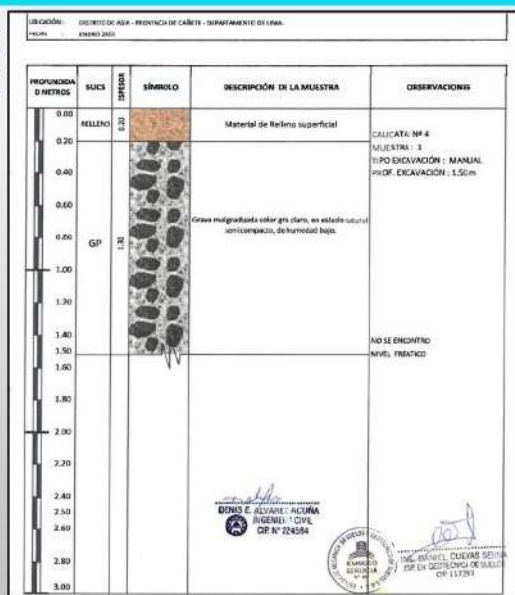 UBICACIÓN : DISTRITO DE ASIA - PROVINCIA DE CAÑETE - DEPARTAMENTO DE LIMA.
FECHA : ENERO
PROFUNDIDAD METROS SUCS ESPESOR SÍMBOLO DESCRIPCIÓN DE LA MUESTRA OBSERVACIONES
0.00
RELLENO 0.20 Material de Relleno superficial
CALICATA: Nº 4
0.20
MUESTRA : 1
TIPO EXCAVACIÓN : MANUAL
0.40 PROF. EXCAVACIÓN : 1.50 m
0.60
Grava malgraduada color gris claro, en estado natural
semicompacto, de humedad bajo.
0.80 GP 1.30
1.00
1.20
1.40 NO SE ENCONTRO
1.50 NIVEL FREATICO
1.60
1.80
2.00
2.20
2.40
2.50 DENIS E. ALVAREZ ACUÑA
INGENIERO CIVIL
2.60 CIP. Nº 224584
ING. DANIEL CUEVAS SERNA
ESP. EN GEOTECNICA DE SUELOS
2.80
3.00